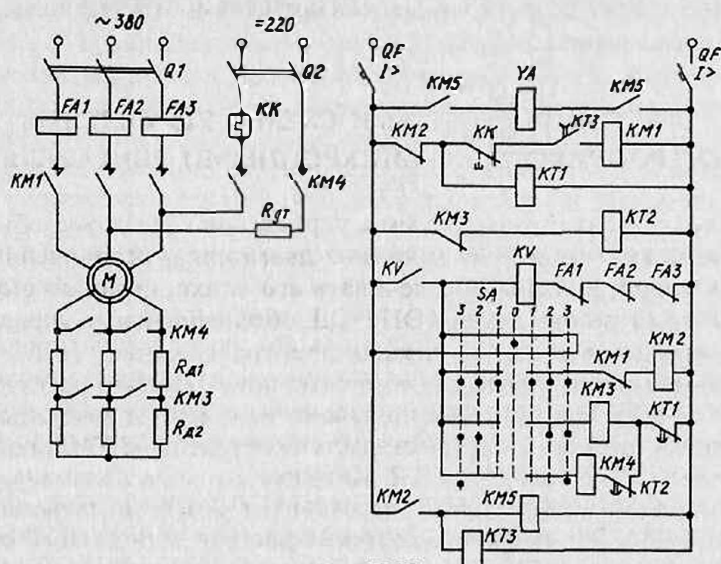 ~380
=220
QF
QF
Q1
Q2
I>
I>
YA
KM5
KM5
FA1 FA2 FA3
KK
KM2
KK
KT3
KM1
KM1
KM4
KT1
Rдт
KM3
KT2
M
KV
KV
FA1 FA2 FA3
SA
3 2 1 0 1 2 3
KM4
Rд1
KM1
KM2
KM3
KM3
KT1
Rд2
KM4
KT2
KM2
KM5
KT3